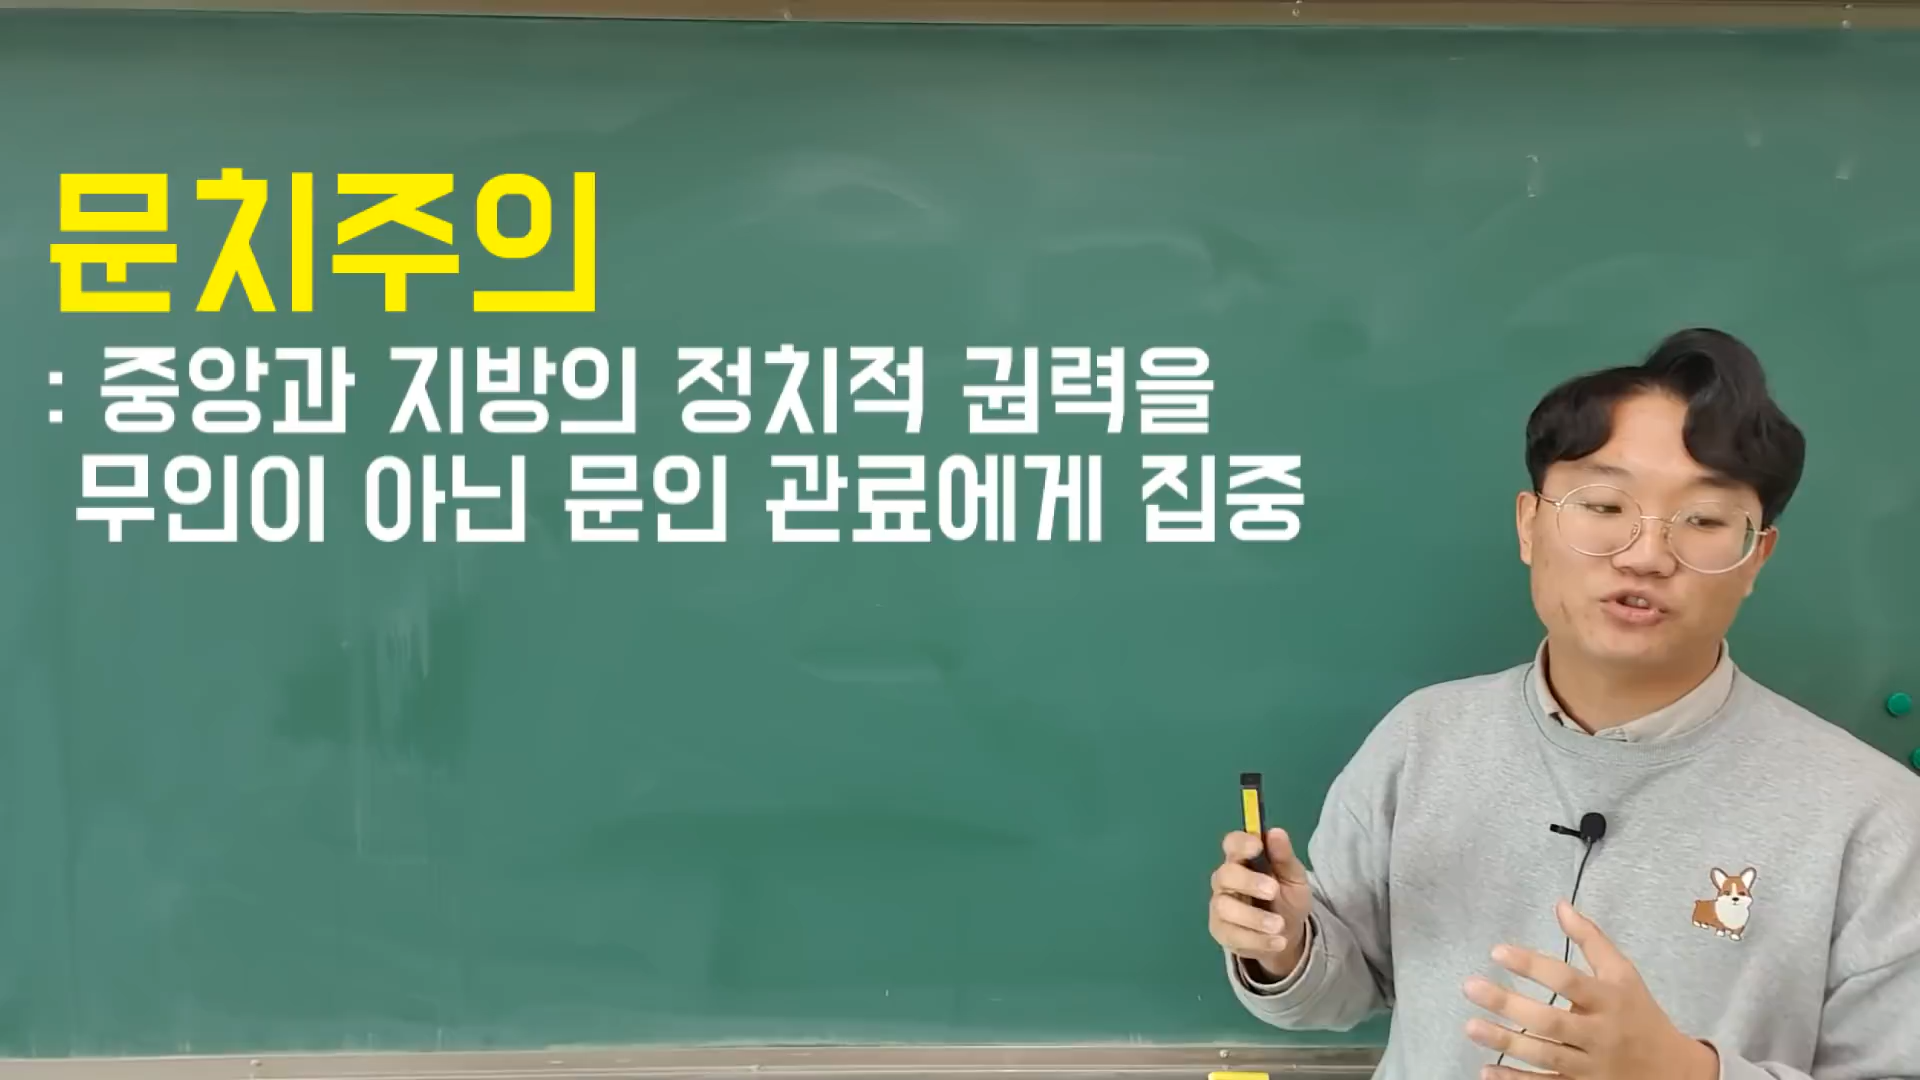 문치주의
: 중앙과 지방의 정치적 권력을
무인이 아닌 문인 관료에게 집중